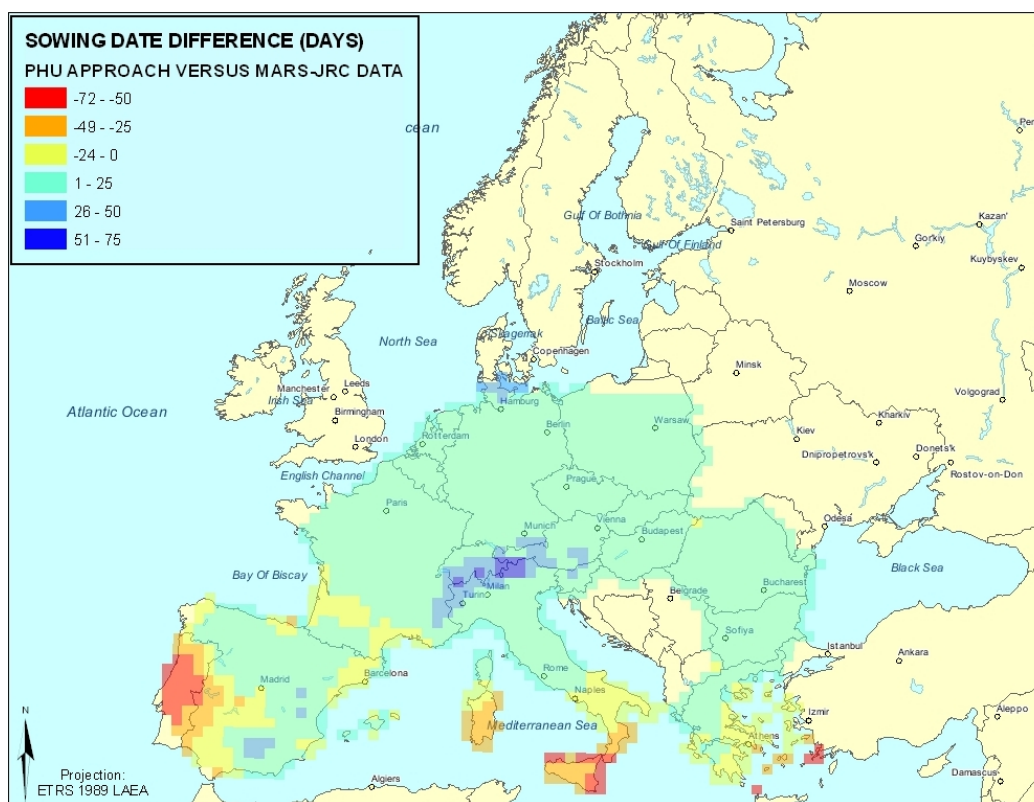 SOWING DATE DIFFERENCE (DAYS)
PHU APPROACH VERSUS MARS-JRC DATA
-72 - -50
-49 - -25
-24 - 0
1 - 25
26 - 50
51 - 75
cean
Per
Gulf Of Bothnia
Saint Petersburg
Kazan'
Gulf Of Finland
Gor;kiy
Kuybyskev
Stockholm
Moscow
Baltic Sea
Skagerrak
North Sea
Copenhagen
Minsk
Manchester
Leeds
Irish Sea
Hamburg
Volgograd
Atlantic Ocean
Birmingham
Warsaw
Kharkiv
London
Rotterdam
Berlin
Kiev
Donets'k
Dnipropetrovs'k
English Channel
Rostov-on-Don
Prague
Paris
Munich
Vienna
Odesa
Budapest
Bay Of Biscay
Black Sea
Milan
Turin
Belgrade
Bucharest
Sofiya
Istanbul
Ankara
Rome
Barcelona
Madrid
Naples
Aleppo
Izmir
Mediterranean Sea
Athens
N
Projection:
ETRS 1989 LAEA
Algiers
Damascus